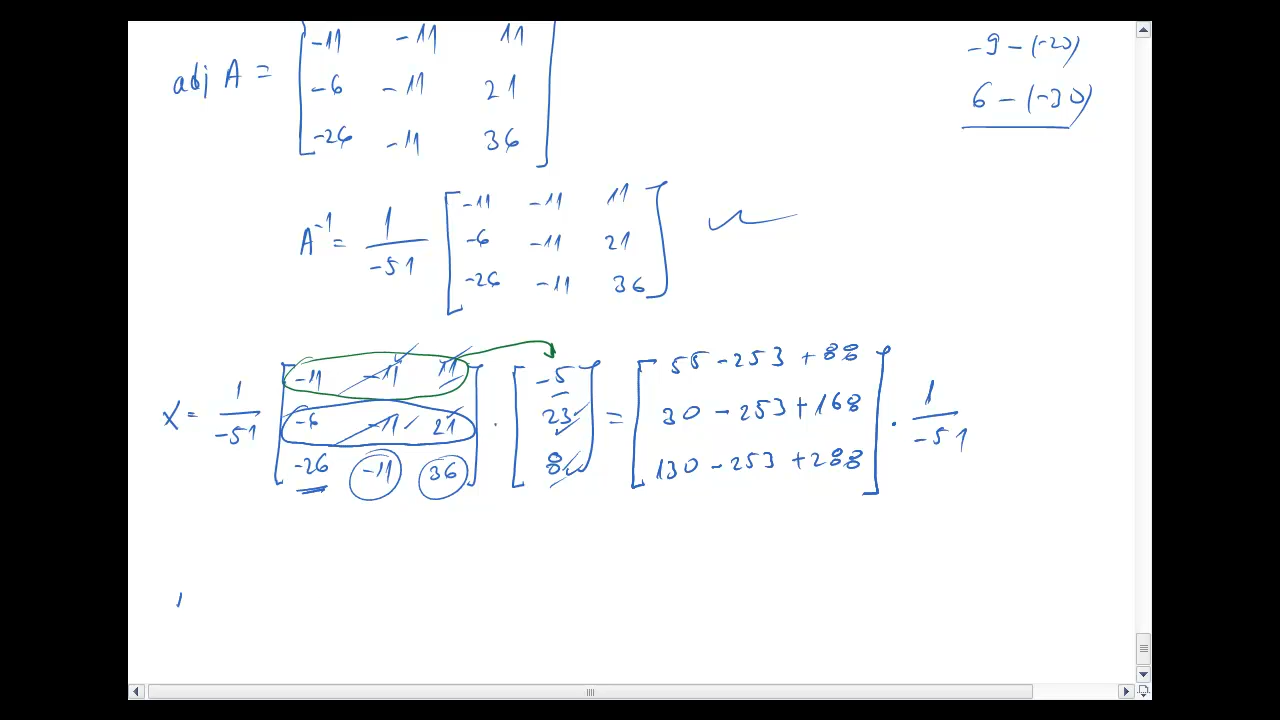 -11 -11 11
-9 - (-20)
adj A = -6 -11 21
6 - (-30)
-26 -11 36
-11 -11 11
A^-1 = 1/-51 -6 -11 21
-26 -11 36
-11 -11 11 -5 55 - 253 + 88
X = 1/-51 -6 -11 21 · 23 = 30 - 253 + 168 · 1/-51
-26 -11 36 8 130 - 253 + 288